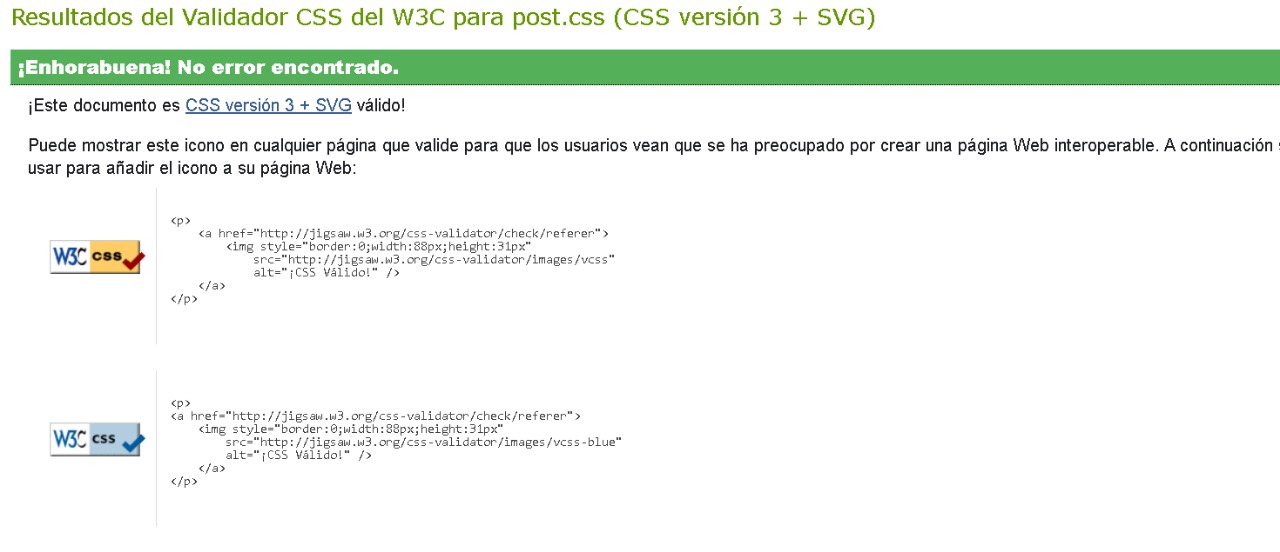 Resultados del Validador CSS del W3C para post.css (CSS versión 3 + SVG)
¡Enhorabuena! No error encontrado.
¡Este documento es CSS versión 3 + SVG válido!
Puede mostrar este icono en cualquier página que valide para que los usuarios vean que se ha preocupado por crear una página Web interoperable. A continuación
usar para añadir el icono a su página Web:
<p>
<a href="http://jigsaw.w3.org/css-validator/check/referer">
W3C css
<img style="border:0;width:88px;height:31px"
src="http://jigsaw.w3.org/css-validator/images/vcss"
alt="¡CSS Válido!" />
</a>
</p>
<p>
<a href="http://jigsaw.w3.org/css-validator/check/referer">
W3C css
<img style="border:0;width:88px;height:31px"
src="http://jigsaw.w3.org/css-validator/images/vcss-blue"
alt="¡CSS Válido!" />
</a>
</p>